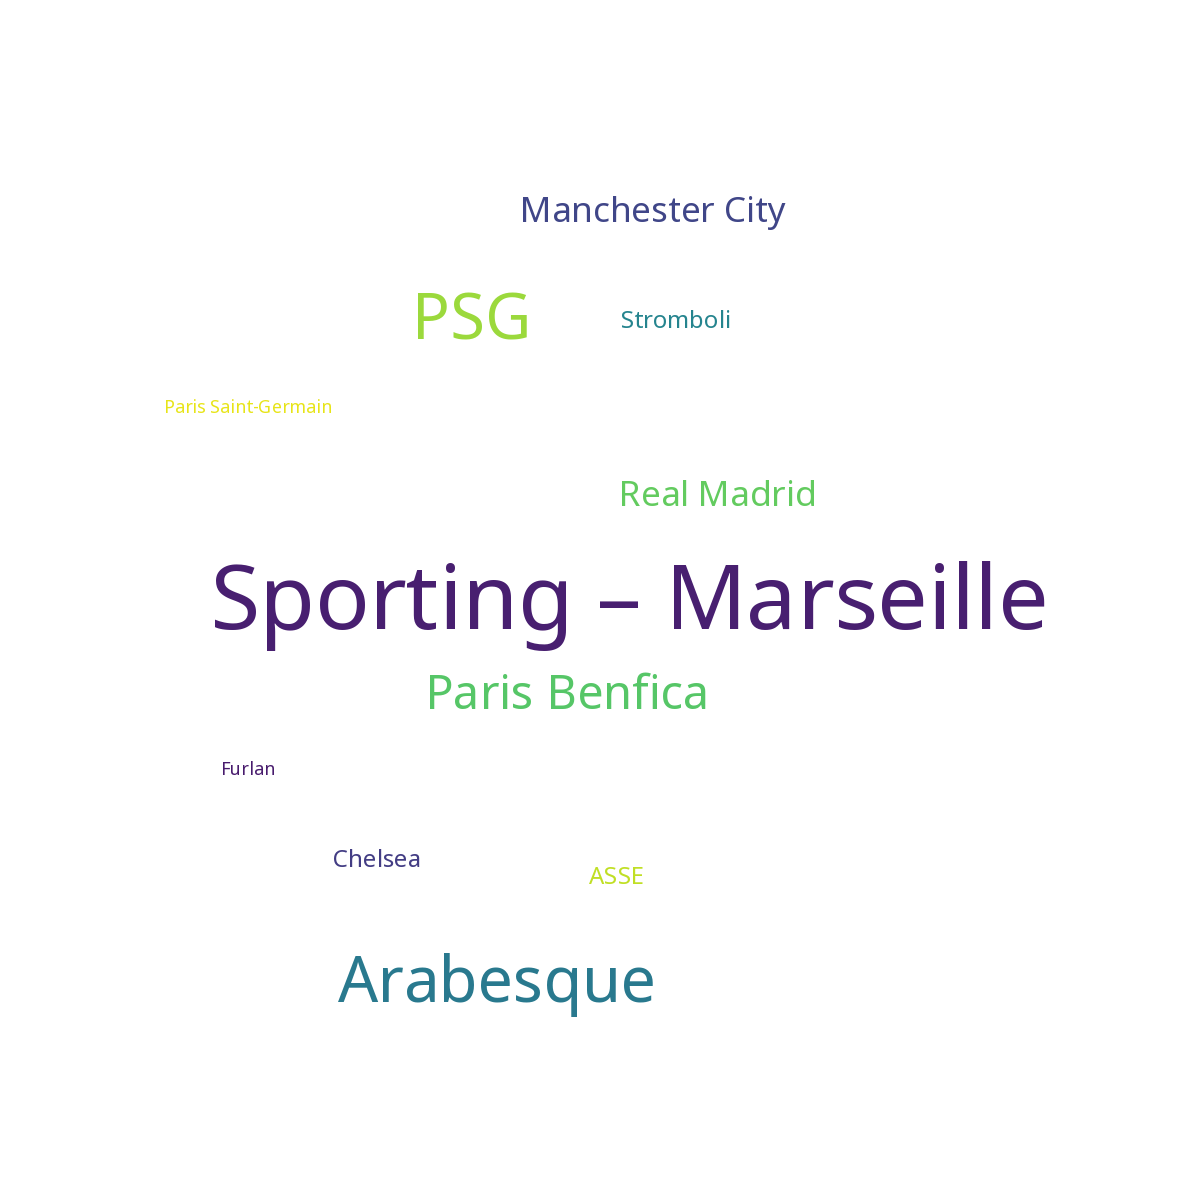 Manchester City
PSG
Stromboli
Paris Saint-Germain
Real Madrid
Sporting – Marseille
Paris Benfica
Furlan
Chelsea
ASSE
Arabesque